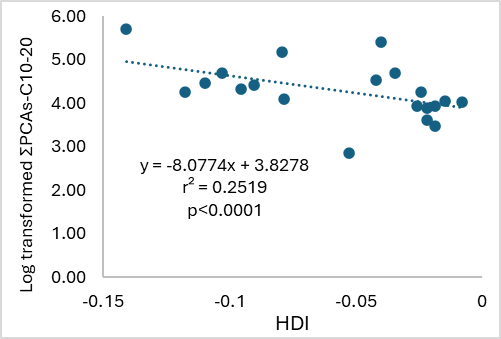 Log transformed ΣPCAs-C10-20
6.00
5.00
4.00
3.00
2.00
1.00
0.00
y = -8.0774x + 3.8278
r² = 0.2519
p<0.0001
-0.15 -0.1 -0.05 0
HDI